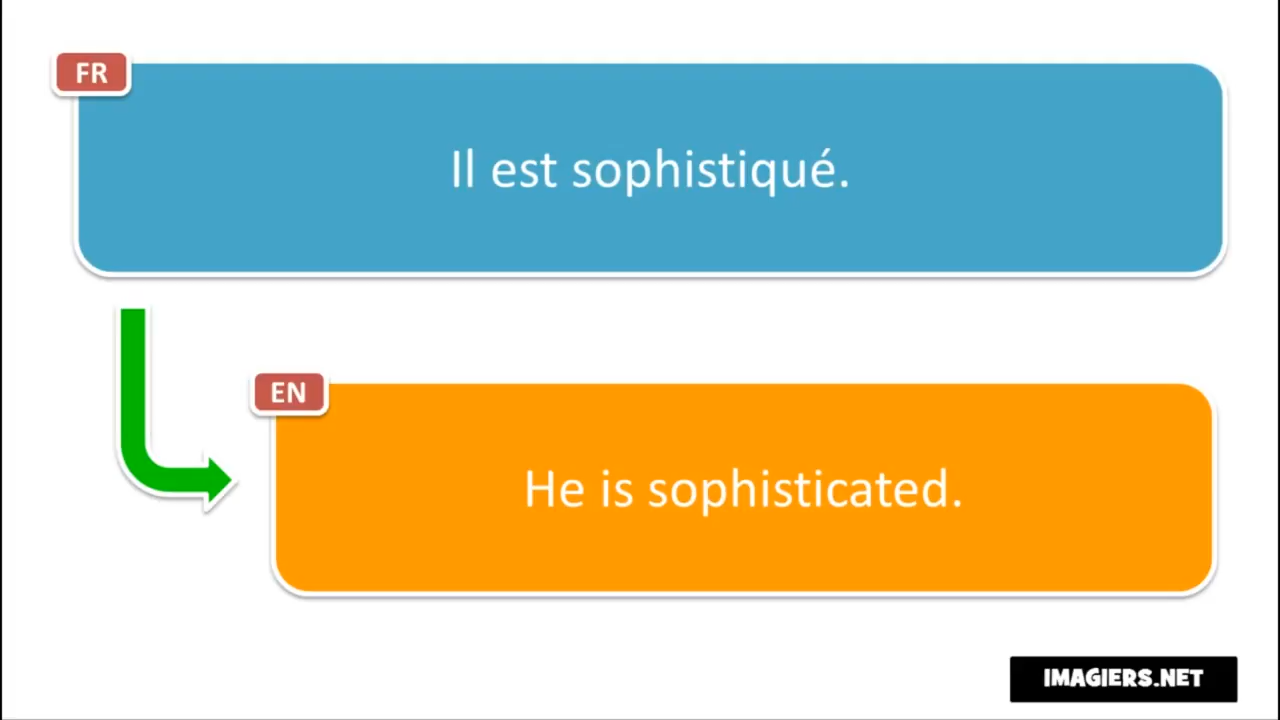 FR
Il est sophistiqué.
EN
He is sophisticated.
IMAGIERS.NET